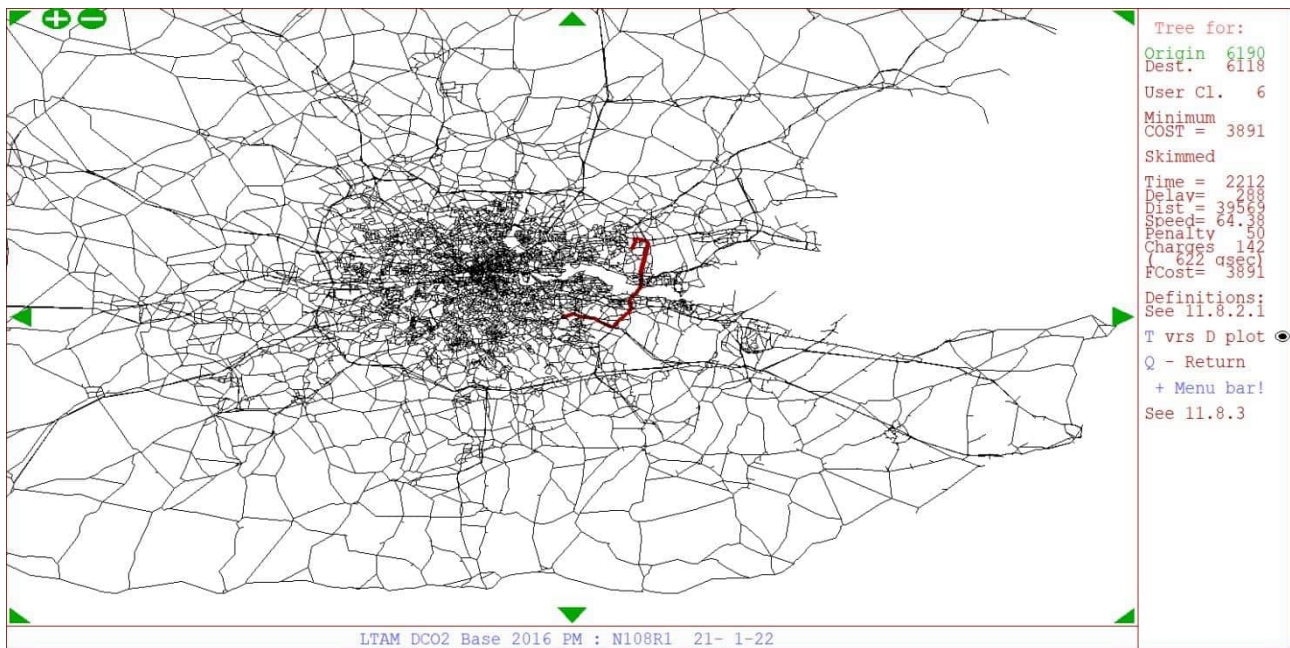 Tree for:
Origin 6190
Dest. 6118
User Cl. 6
Minimum
COST = 3891
Skimmed
Time = 2212
Delay= 288
Dist = 39569
Speed= 64.38
Penalty 50
Charges 142
( 622 gsec)
FCost= 3891
Definitions:
See 11.8.2.1
T vrs D plot
Q - Return
+ Menu bar!
See 11.8.3
LTAM DCO2 Base 2016 PM : N108R1 21- 1-22